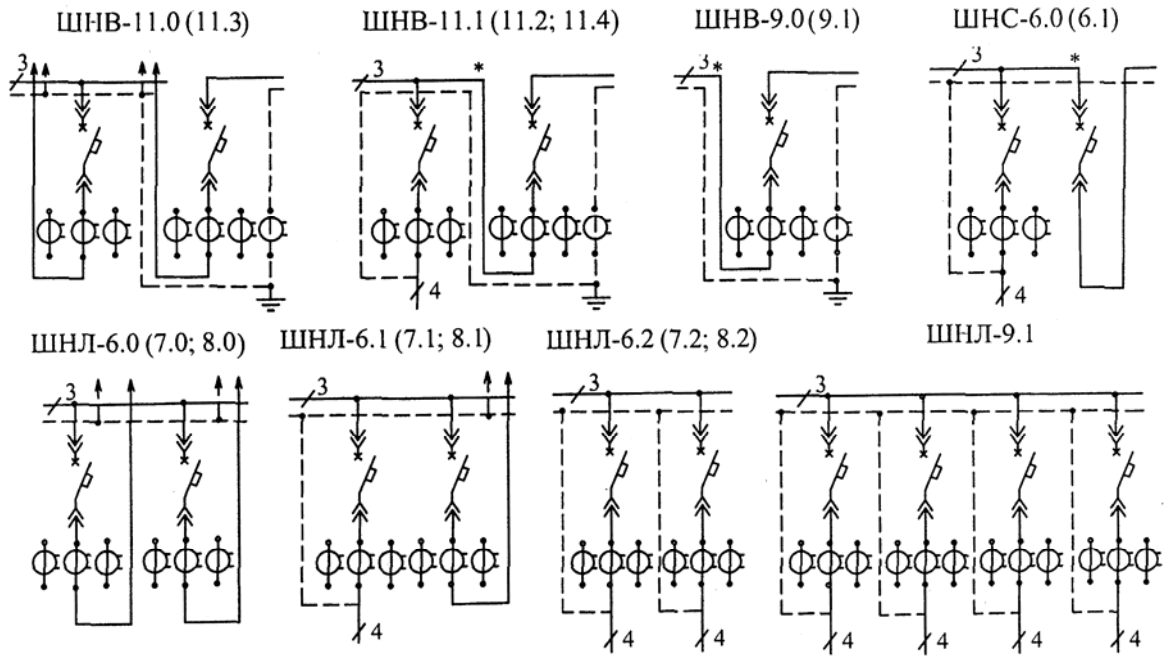 ШНВ-11.0 (11.3)
ШНВ-11.1 (11.2; 11.4)
ШНВ-9.0 (9.1)
ШНС-6.0 (6.1)
3
3
*
3*
3
*
4
4
ШНЛ-6.0 (7.0; 8.0)
ШНЛ-6.1 (7.1; 8.1)
ШНЛ-6.2 (7.2; 8.2)
ШНЛ-9.1
3
3
3
3
4
4
4
4
4
4
4